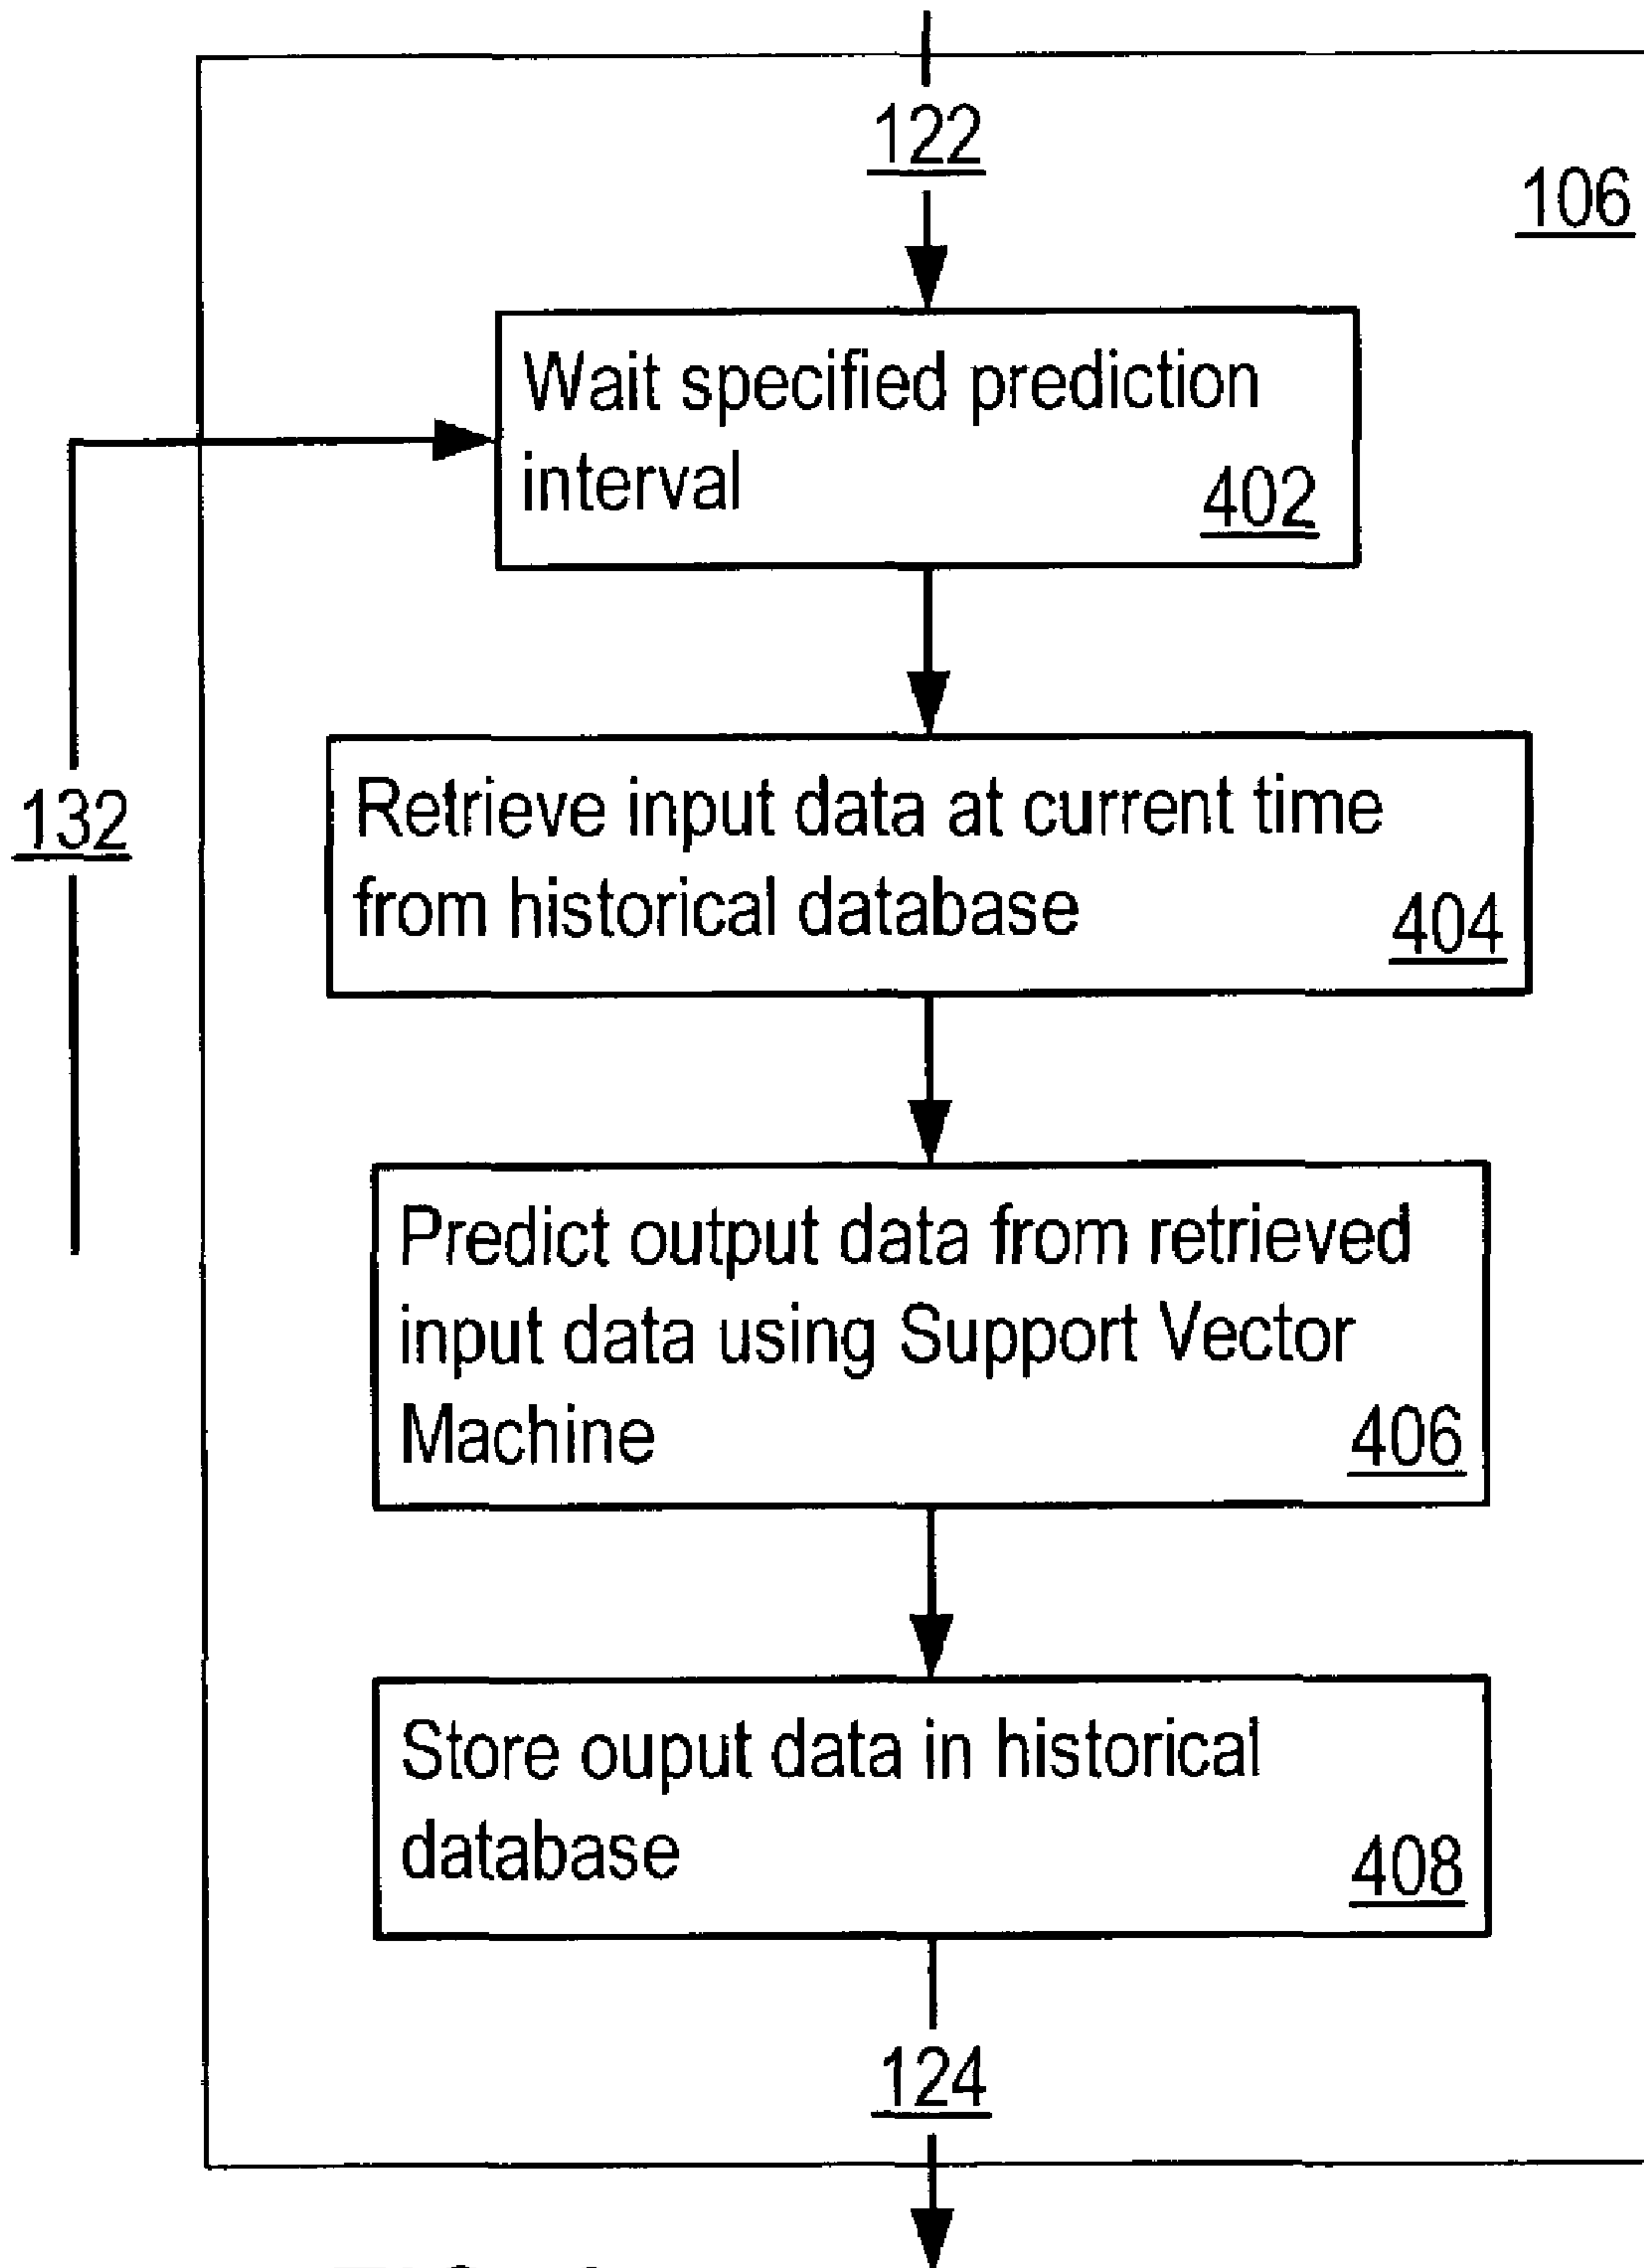 122
106
Wait specified prediction
interval
402
132
Retrieve input data at current time
from historical database
404
Predict output data from retrieved
input data using Support Vector
Machine
406
Store ouput data in historical
database
408
124